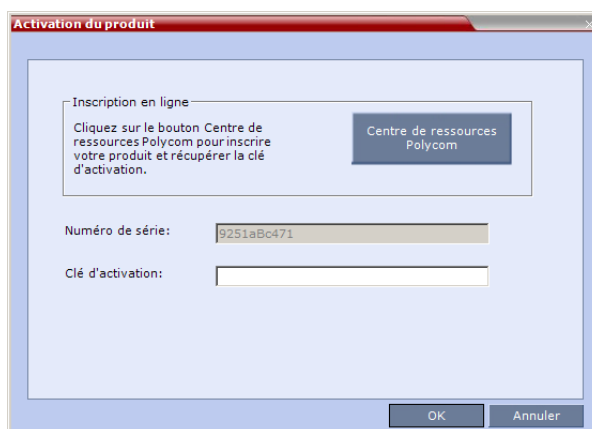 Activation du produit
Inscription en ligne
Cliquez sur le bouton Centre de
ressources Polycom pour inscrire
votre produit et récupérer la clé
d'activation.
Centre de ressources
Polycom
Numéro de série:
9251aBc471
Clé d'activation:
OK
Annuler